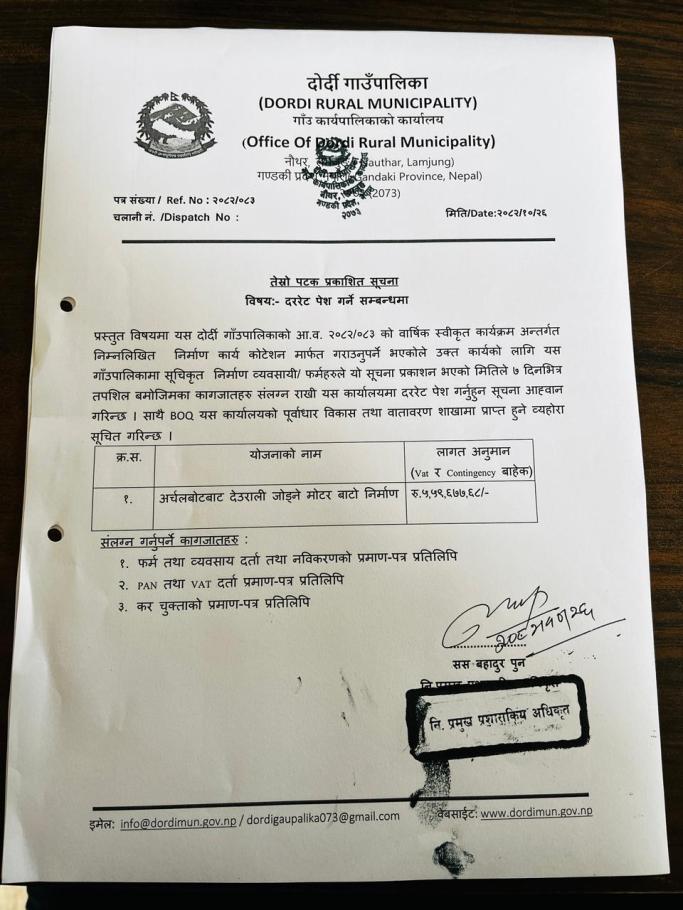 दोर्दी गाउँपालिका
(DORDI RURAL MUNICIPALITY)
गाउँ कार्यपालिकाको कार्यालय
(Office Of Dordi Rural Municipality)
नौथर, (Nauthar, Lamjung)
गण्डकी प्रदेश, (Gandaki Province, Nepal)
(2073)
गाउँ कार्यपालिकाको कार्यालय
गण्डकी प्रदेश,
२०७३
पत्र संख्या / Ref. No : २०८२/०८३
चलानी नं. /Dispatch No :
मिति/Date:२०८२/१०/२६
तेस्रो पटक प्रकाशित सूचना
विषय:- दररेट पेश गर्ने सम्बन्धमा
प्रस्तुत विषयमा यस दोर्दी गाँउपालिकाको आ.व. २०८२/०८३ को वार्षिक स्वीकृत कार्यक्रम अन्तर्गत
निम्नलिखित निर्माण कार्य कोटेशन मार्फत गराउनुपर्ने भएकोले उक्त कार्यको लागि यस
गाउँपालिकामा सूचिकृत निर्माण व्यवसायी/ फर्महरुले यो सूचना प्रकाशन भएको मितिले ७ दिनभित्र
तपशिल बमोजिमका कागजातहरु संलग्न राखी यस कार्यालयमा दररेट पेश गर्नुहुन सूचना आह्वान
गरिन्छ । साथै BOQ यस कार्यालयको पूर्वाधार विकास तथा वातावरण शाखामा प्राप्त हुने व्यहोरा
सूचित गरिन्छ ।
क्र.स. योजनाको नाम लागत अनुमान
(Vat र Contingency बाहेक)
१. अर्चलबोटबाट देउराली जोड्ने मोटर बाटो निर्माण रु.५,५९,६७७,६८/-
संलग्न गर्नुपर्ने कागजातहरु :
१. फर्म तथा व्यवसाय दर्ता तथा नविकरणको प्रमाण-पत्र प्रतिलिपि
२. PAN तथा VAT दर्ता प्रमाण-पत्र प्रतिलिपि
३. कर चुक्ताको प्रमाण-पत्र प्रतिलिपि
सस बहादुर पुन
नि. प्रमुख प्रशासकिय अधिकृत
इमेल: info@dordimun.gov.np / dordigaupalika073@gmail.com
वेबसाईट: www.dordimun.gov.np